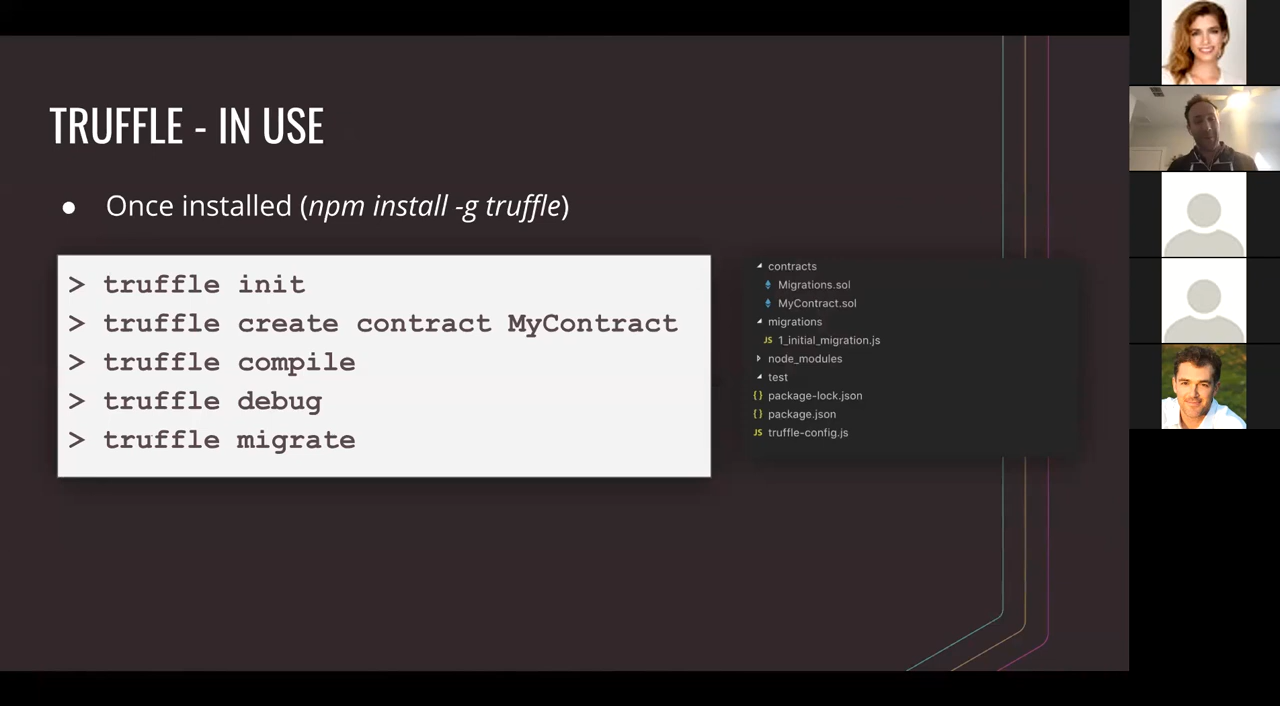 TRUFFLE - IN USE
● Once installed (npm install -g truffle)
> truffle init
> truffle create contract MyContract
> truffle compile
> truffle debug
> truffle migrate
contracts
Migrations.sol
MyContract.sol
migrations
JS 1_initial_migration.js
node_modules
test
{} package-lock.json
{} package.json
JS truffle-config.js